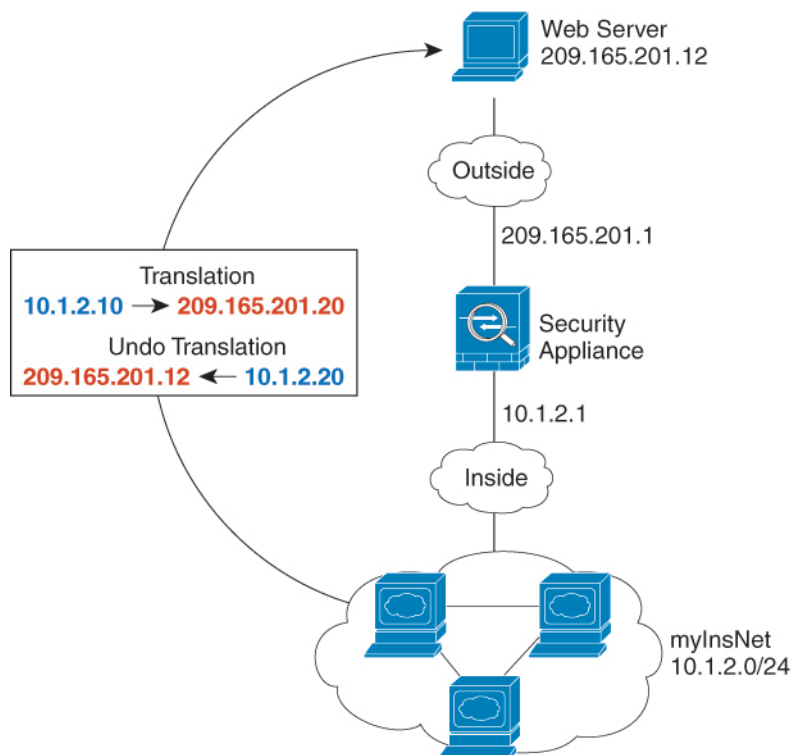 Web Server
209.165.201.12
Outside
209.165.201.1
Translation
10.1.2.10 → 209.165.201.20
Undo Translation
209.165.201.12 ← 10.1.2.20
Security
Appliance
10.1.2.1
Inside
myInsNet
10.1.2.0/24